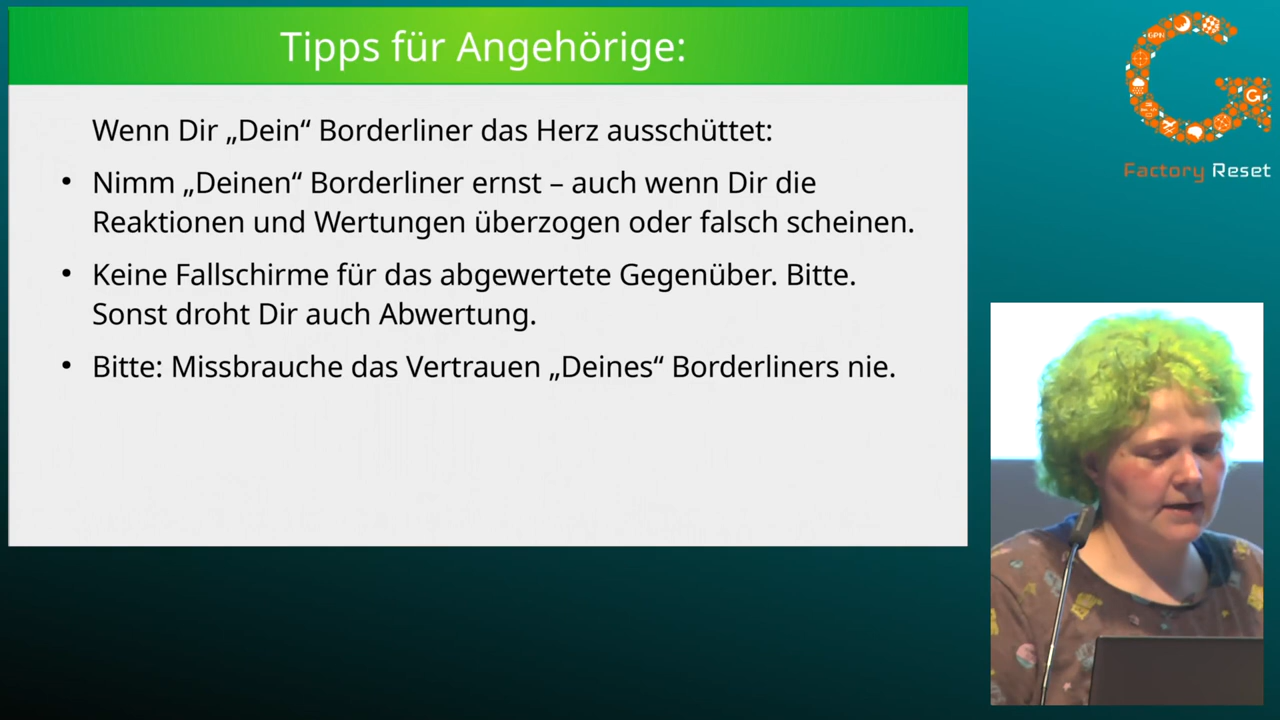 Tipps für Angehörige:
Wenn Dir „Dein“ Borderliner das Herz ausschüttet:
• Nimm „Deinen“ Borderliner ernst – auch wenn Dir die
Reaktionen und Wertungen überzogen oder falsch scheinen.
• Keine Fallschirme für das abgewertete Gegenüber. Bitte.
Sonst droht Dir auch Abwertung.
• Bitte: Missbrauche das Vertrauen „Deines“ Borderliners nie.
GPN
Factory Reset